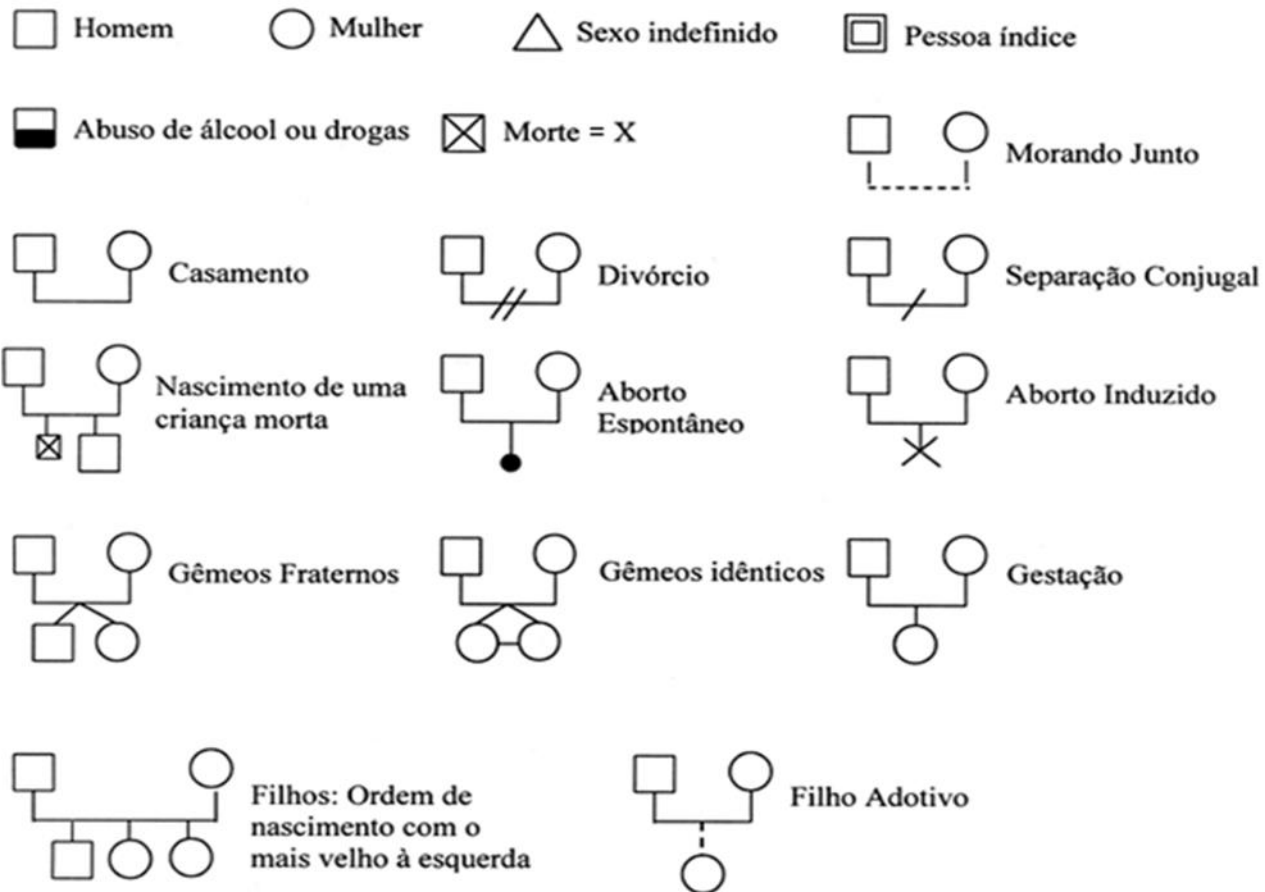 Homem
Mulher
Sexo indefinido
Pessoa índice
Abuso de álcool ou drogas
Morte = X
Morando Junto
Casamento
Divórcio
Separação Conjugal
Nascimento de uma
criança morta
Aborto
Espontâneo
Aborto Induzido
Gêmeos Fraternos
Gêmeos idênticos
Gestação
Filhos: Ordem de
nascimento com o
mais velho à esquerda
Filho Adotivo